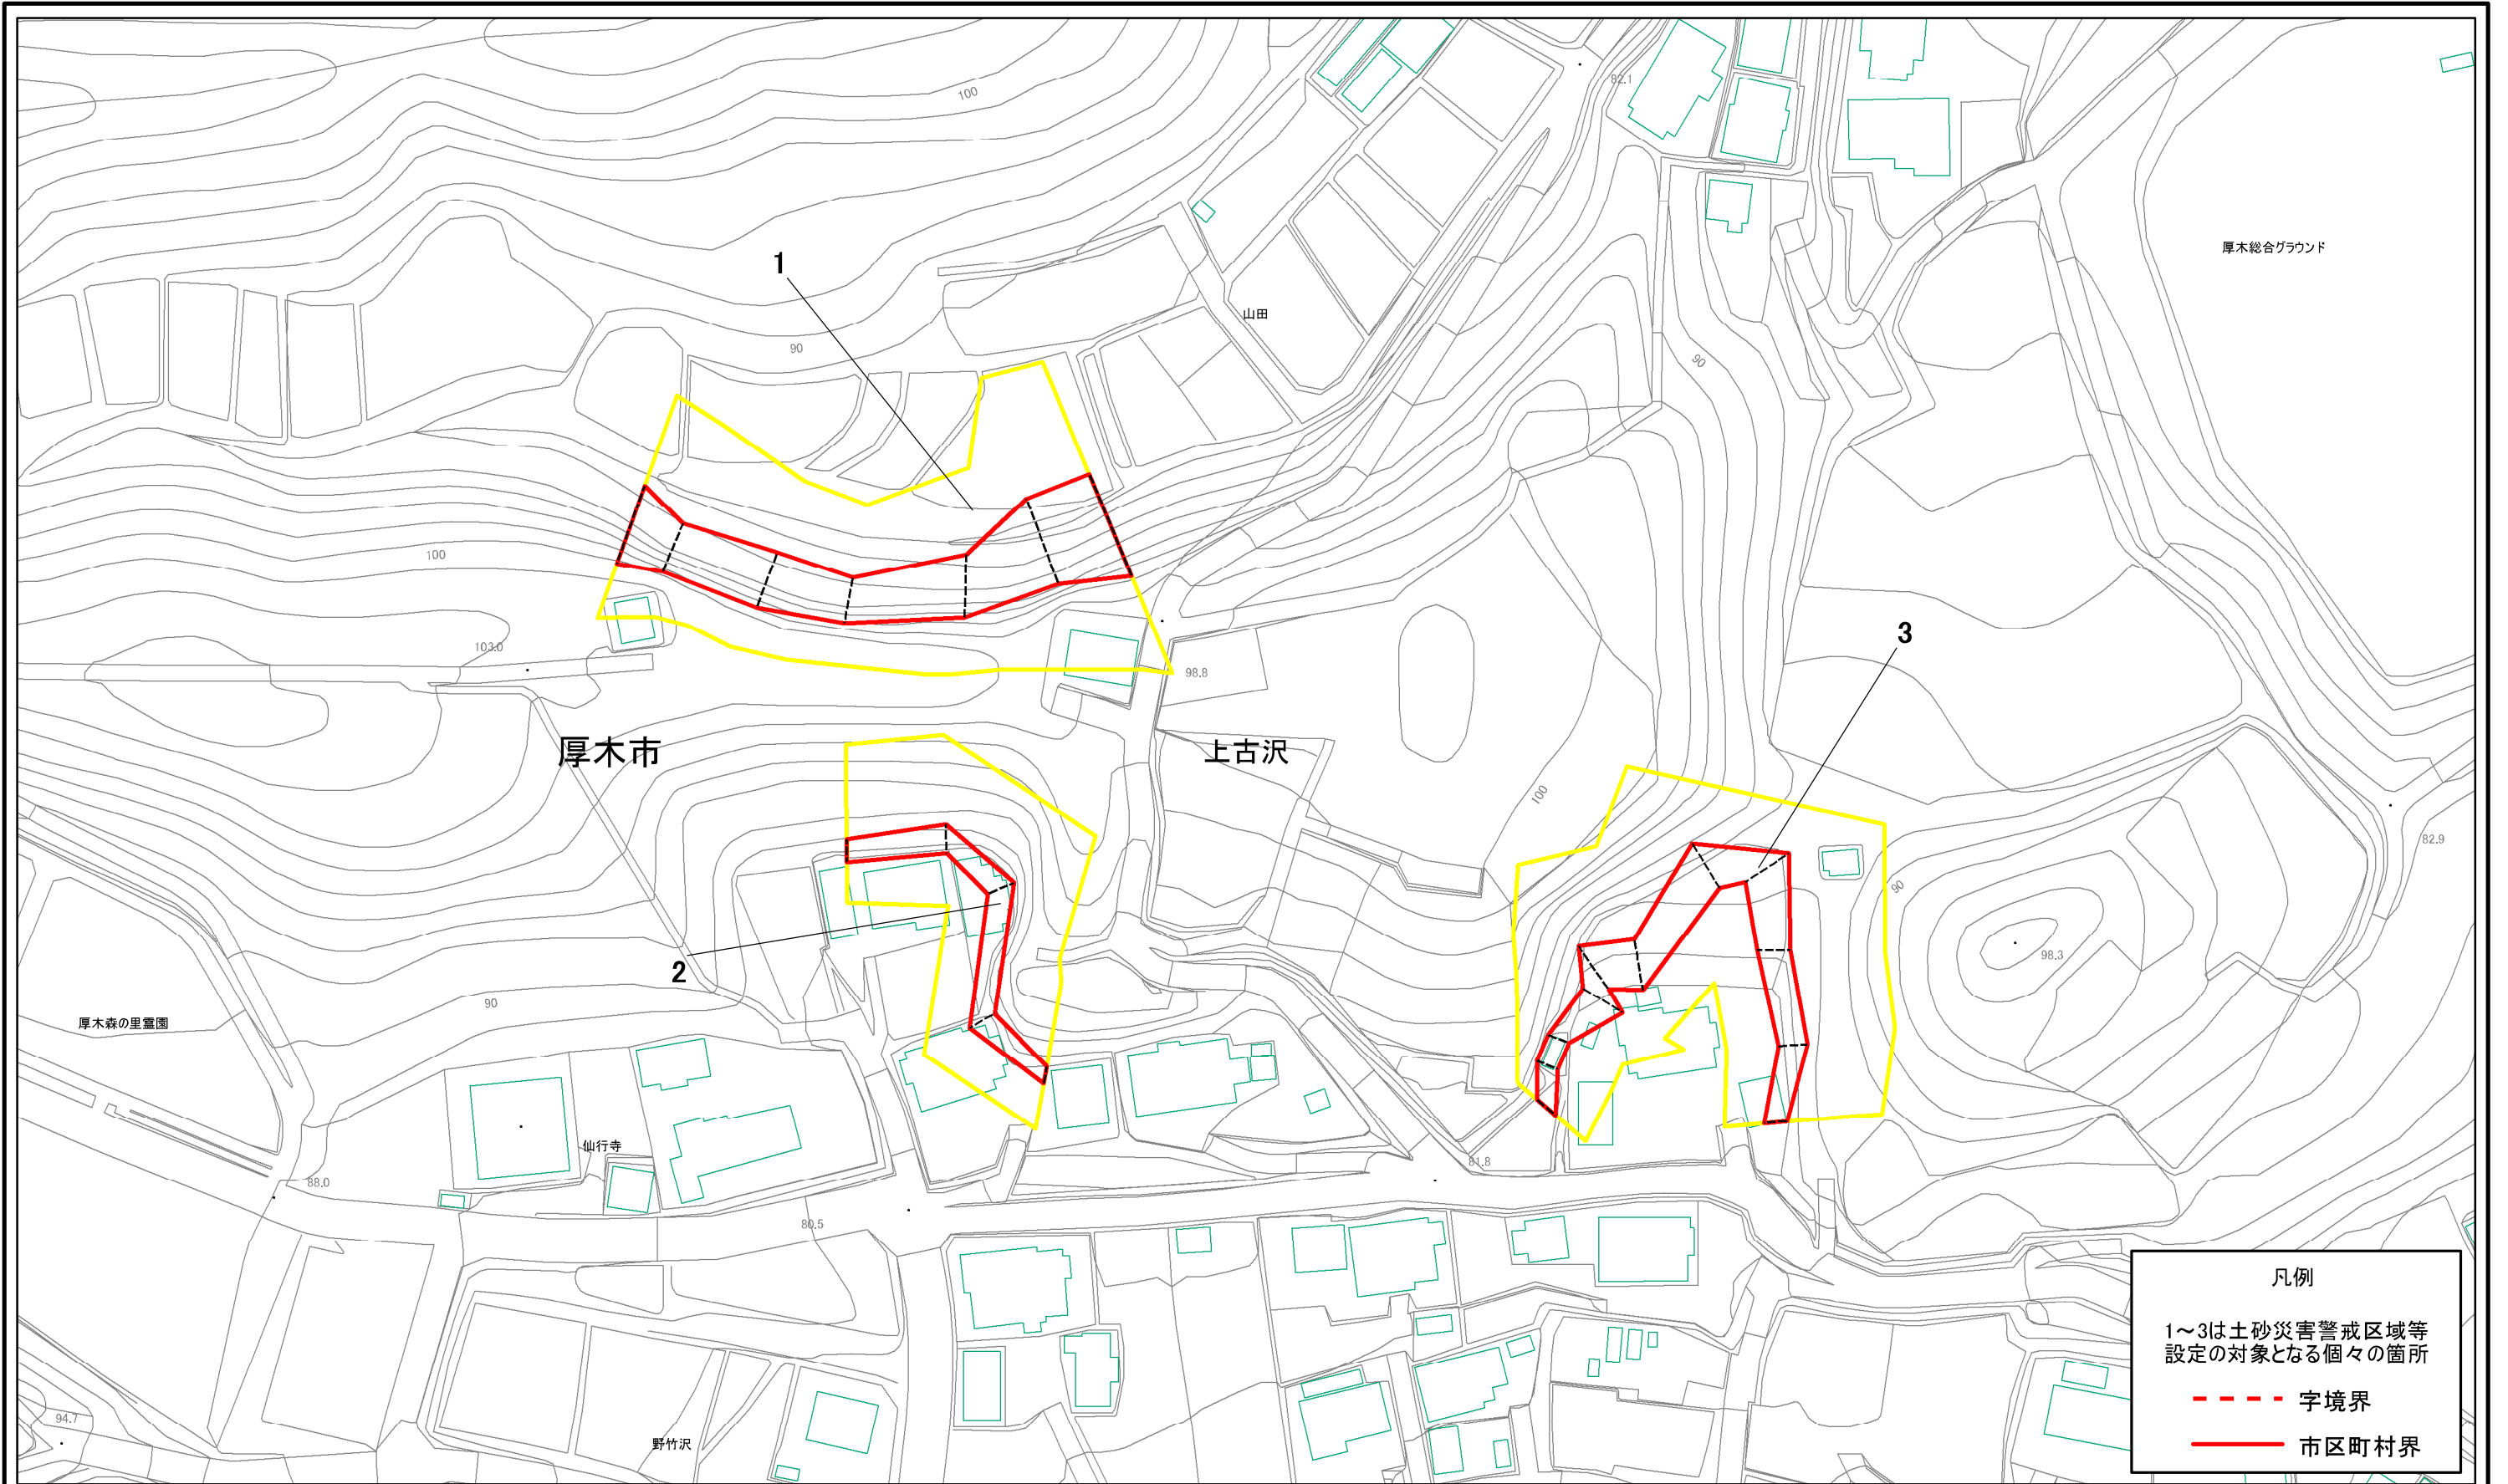 82.1
100
厚木総合グラウンド
1
山田
90
90
100
3
103.0
98.8
厚木市
上古沢
100
82.9
90
98.3
2
90
厚木森の里霊園
仙行寺
81.8
88.0
80.5
凡例
1～3は土砂災害警戒区域等
設定の対象となる個々の箇所
字境界
市区町村界
94.7
野竹沢